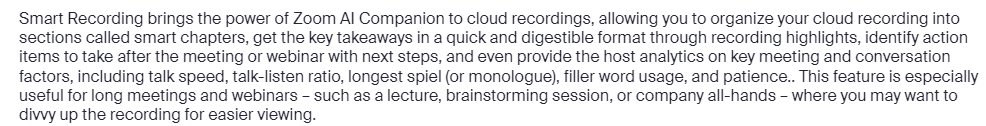 Smart Recording brings the power of Zoom AI Companion to cloud recordings, allowing you to organize your cloud recording into
sections called smart chapters, get the key takeaways in a quick and digestible format through recording highlights, identify action
items to take after the meeting or webinar with next steps, and even provide the host analytics on key meeting and conversation
factors, including talk speed, talk-listen ratio, longest spiel (or monologue), filler word usage, and patience.. This feature is especially
useful for long meetings and webinars – such as a lecture, brainstorming session, or company all-hands – where you may want to
divvy up the recording for easier viewing.